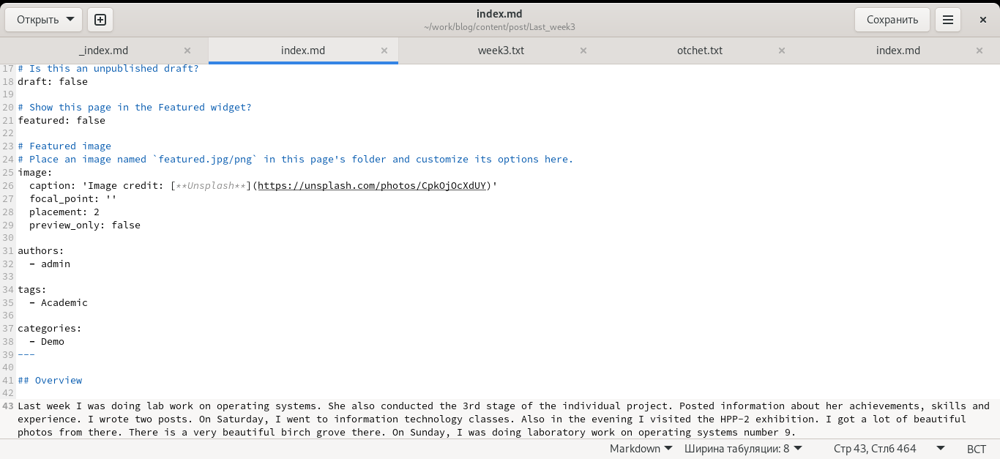 Открыть
index.md
~/work/blog/content/post/Last_week3
Сохранить
_index.md
index.md
week3.txt
otchet.txt
index.md
17 # Is this an unpublished draft?
18 draft: false
19
20 # Show this page in the Featured widget?
21 featured: false
22
23 # Featured image
24 # Place an image named `featured.jpg/png` in this page's folder and customize its options here.
25 image:
26   caption: 'Image credit: [**Unsplash**](https://unsplash.com/photos/CpkOjOcXdUY)'
27   focal_point: ''
28   placement: 2
29   preview_only: false
30
31 authors:
32   - admin
33
34 tags:
35   - Academic
36
37 categories:
38   - Demo
39 ---
40
41 ## Overview
42
43 Last week I was doing lab work on operating systems. She also conducted the 3rd stage of the individual project. Posted information about her achievements, skills and
experience. I wrote two posts. On Saturday, I went to information technology classes. Also in the evening I visited the HPP-2 exhibition. I got a lot of beautiful
photos from there. There is a very beautiful birch grove there. On Sunday, I was doing laboratory work on operating systems number 9.
Markdown
Ширина табуляции: 8
Стр 43, Стлб 464
ВСТ